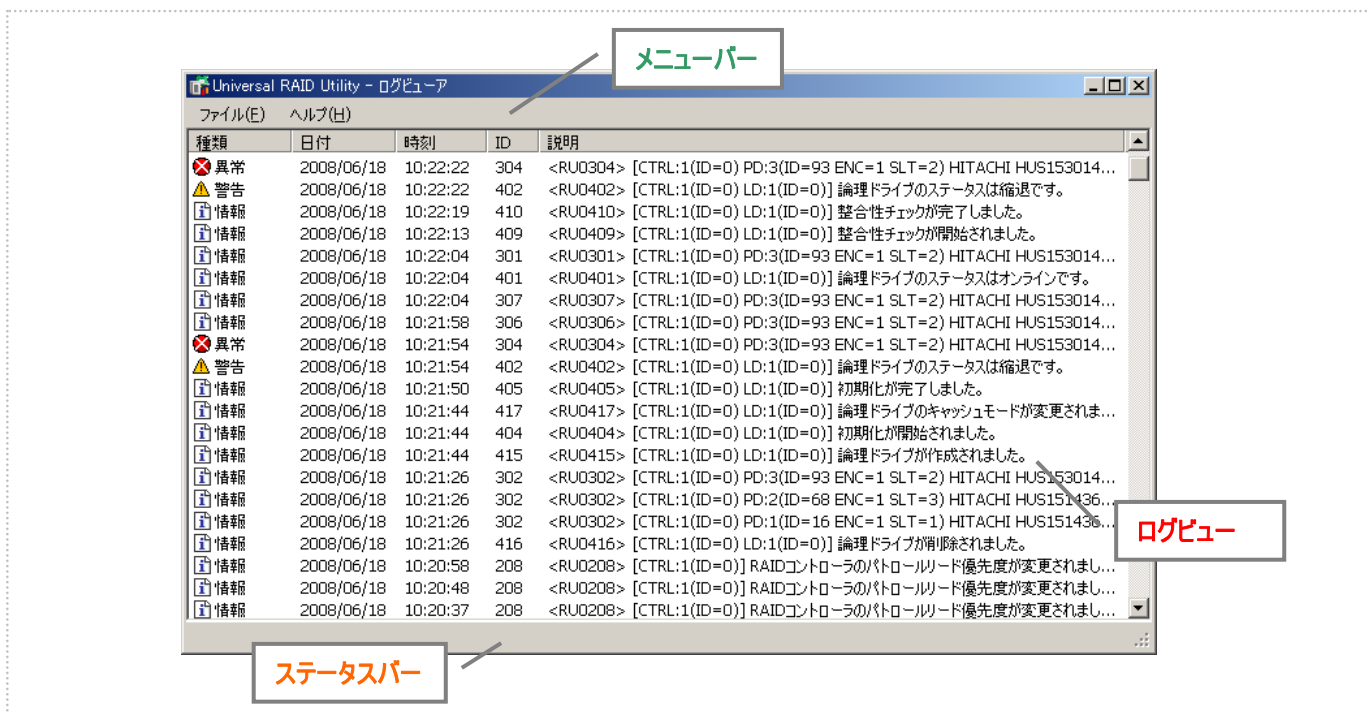 メニューバー
Universal RAID Utility - ログビューア
ファイル(F) ヘルプ(H)
種類 日付 時刻 ID 説明
異常 2008/06/18 10:22:22 304 <RU0304> [CTRL:1(ID=0) PD:3(ID=93 ENC=1 SLT=2) HITACHI HUS153014...
警告 2008/06/18 10:22:22 402 <RU0402> [CTRL:1(ID=0) LD:1(ID=0)] 論理ドライブのステータスは縮退です。
情報 2008/06/18 10:22:19 410 <RU0410> [CTRL:1(ID=0) LD:1(ID=0)] 整合性チェックが完了しました。
情報 2008/06/18 10:22:13 409 <RU0409> [CTRL:1(ID=0) LD:1(ID=0)] 整合性チェックが開始されました。
情報 2008/06/18 10:22:04 301 <RU0301> [CTRL:1(ID=0) PD:3(ID=93 ENC=1 SLT=2) HITACHI HUS153014...
情報 2008/06/18 10:22:04 401 <RU0401> [CTRL:1(ID=0) LD:1(ID=0)] 論理ドライブのステータスはオンラインです。
情報 2008/06/18 10:22:04 307 <RU0307> [CTRL:1(ID=0) PD:3(ID=93 ENC=1 SLT=2) HITACHI HUS153014...
情報 2008/06/18 10:21:58 306 <RU0306> [CTRL:1(ID=0) PD:3(ID=93 ENC=1 SLT=2) HITACHI HUS153014...
異常 2008/06/18 10:21:54 304 <RU0304> [CTRL:1(ID=0) PD:3(ID=93 ENC=1 SLT=2) HITACHI HUS153014...
警告 2008/06/18 10:21:54 402 <RU0402> [CTRL:1(ID=0) LD:1(ID=0)] 論理ドライブのステータスは縮退です。
情報 2008/06/18 10:21:50 405 <RU0405> [CTRL:1(ID=0) LD:1(ID=0)] 初期化が完了しました。
情報 2008/06/18 10:21:44 417 <RU0417> [CTRL:1(ID=0) LD:1(ID=0)] 論理ドライブのキャッシュモードが変更されま...
情報 2008/06/18 10:21:44 404 <RU0404> [CTRL:1(ID=0) LD:1(ID=0)] 初期化が開始されました。
情報 2008/06/18 10:21:44 415 <RU0415> [CTRL:1(ID=0) LD:1(ID=0)] 論理ドライブが作成されました。
情報 2008/06/18 10:21:26 302 <RU0302> [CTRL:1(ID=0) PD:3(ID=93 ENC=1 SLT=2) HITACHI HUS153014...
情報 2008/06/18 10:21:26 302 <RU0302> [CTRL:1(ID=0) PD:2(ID=68 ENC=1 SLT=3) HITACHI HUS151436...
情報 2008/06/18 10:21:26 302 <RU0302> [CTRL:1(ID=0) PD:1(ID=16 ENC=1 SLT=1) HITACHI HUS151436...
情報 2008/06/18 10:21:26 416 <RU0416> [CTRL:1(ID=0) LD:1(ID=0)] 論理ドライブが削除されました。
情報 2008/06/18 10:20:58 208 <RU0208> [CTRL:1(ID=0)] RAIDコントローラのパトロールリード優先度が変更されまし...
情報 2008/06/18 10:20:48 208 <RU0208> [CTRL:1(ID=0)] RAIDコントローラのパトロールリード優先度が変更されまし...
情報 2008/06/18 10:20:37 208 <RU0208> [CTRL:1(ID=0)] RAIDコントローラのパトロールリード優先度が変更されまし...
ログビュー
ステータスバー